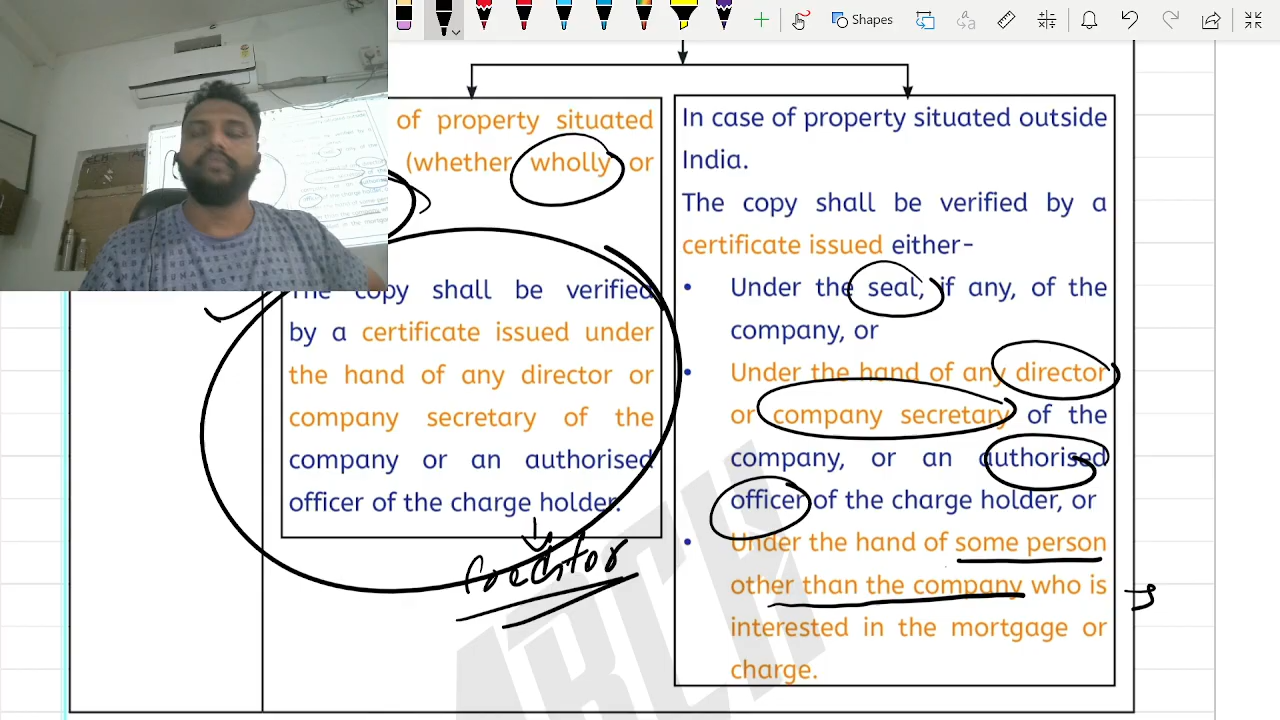 Shapes
of property situated
(whether wholly or
The copy shall be verified
by a certificate issued under
the hand of any director or
company secretary of the
company or an authorised
officer of the charge holder.
Creditor
In case of property situated outside
India.
The copy shall be verified by a
certificate issued either-
• Under the seal, if any, of the
company, or
• Under the hand of any director
or company secretary of the
company, or an authorised
officer of the charge holder, or
• Under the hand of some person
other than the company who is
interested in the mortgage or
charge.